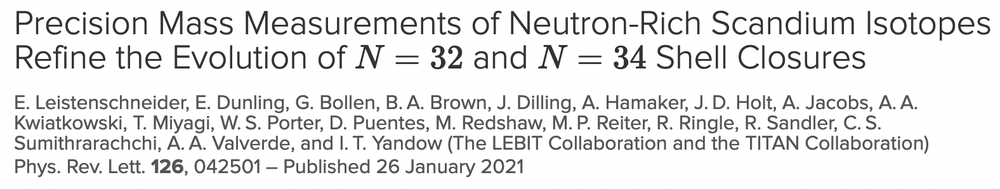 Precision Mass Measurements of Neutron-Rich Scandium Isotopes
Refine the Evolution of N = 32 and N = 34 Shell Closures
E. Leistenschneider, E. Dunling, G. Bollen, B. A. Brown, J. Dilling, A. Hamaker, J. D. Holt, A. Jacobs, A. A.
Kwiatkowski, T. Miyagi, W. S. Porter, D. Puentes, M. Redshaw, M. P. Reiter, R. Ringle, R. Sandler, C. S.
Sumithrarachchi, A. A. Valverde, and I. T. Yandow (The LEBIT Collaboration and the TITAN Collaboration)
Phys. Rev. Lett. 126, 042501 – Published 26 January 2021